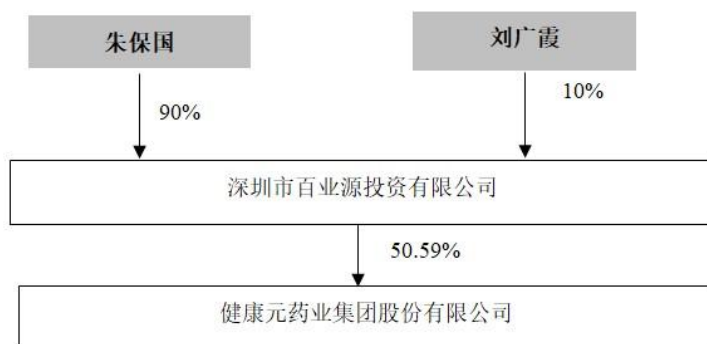 朱保国
刘广霞
90%
10%
深圳市百业源投资有限公司
50.59%
健康元药业集团股份有限公司